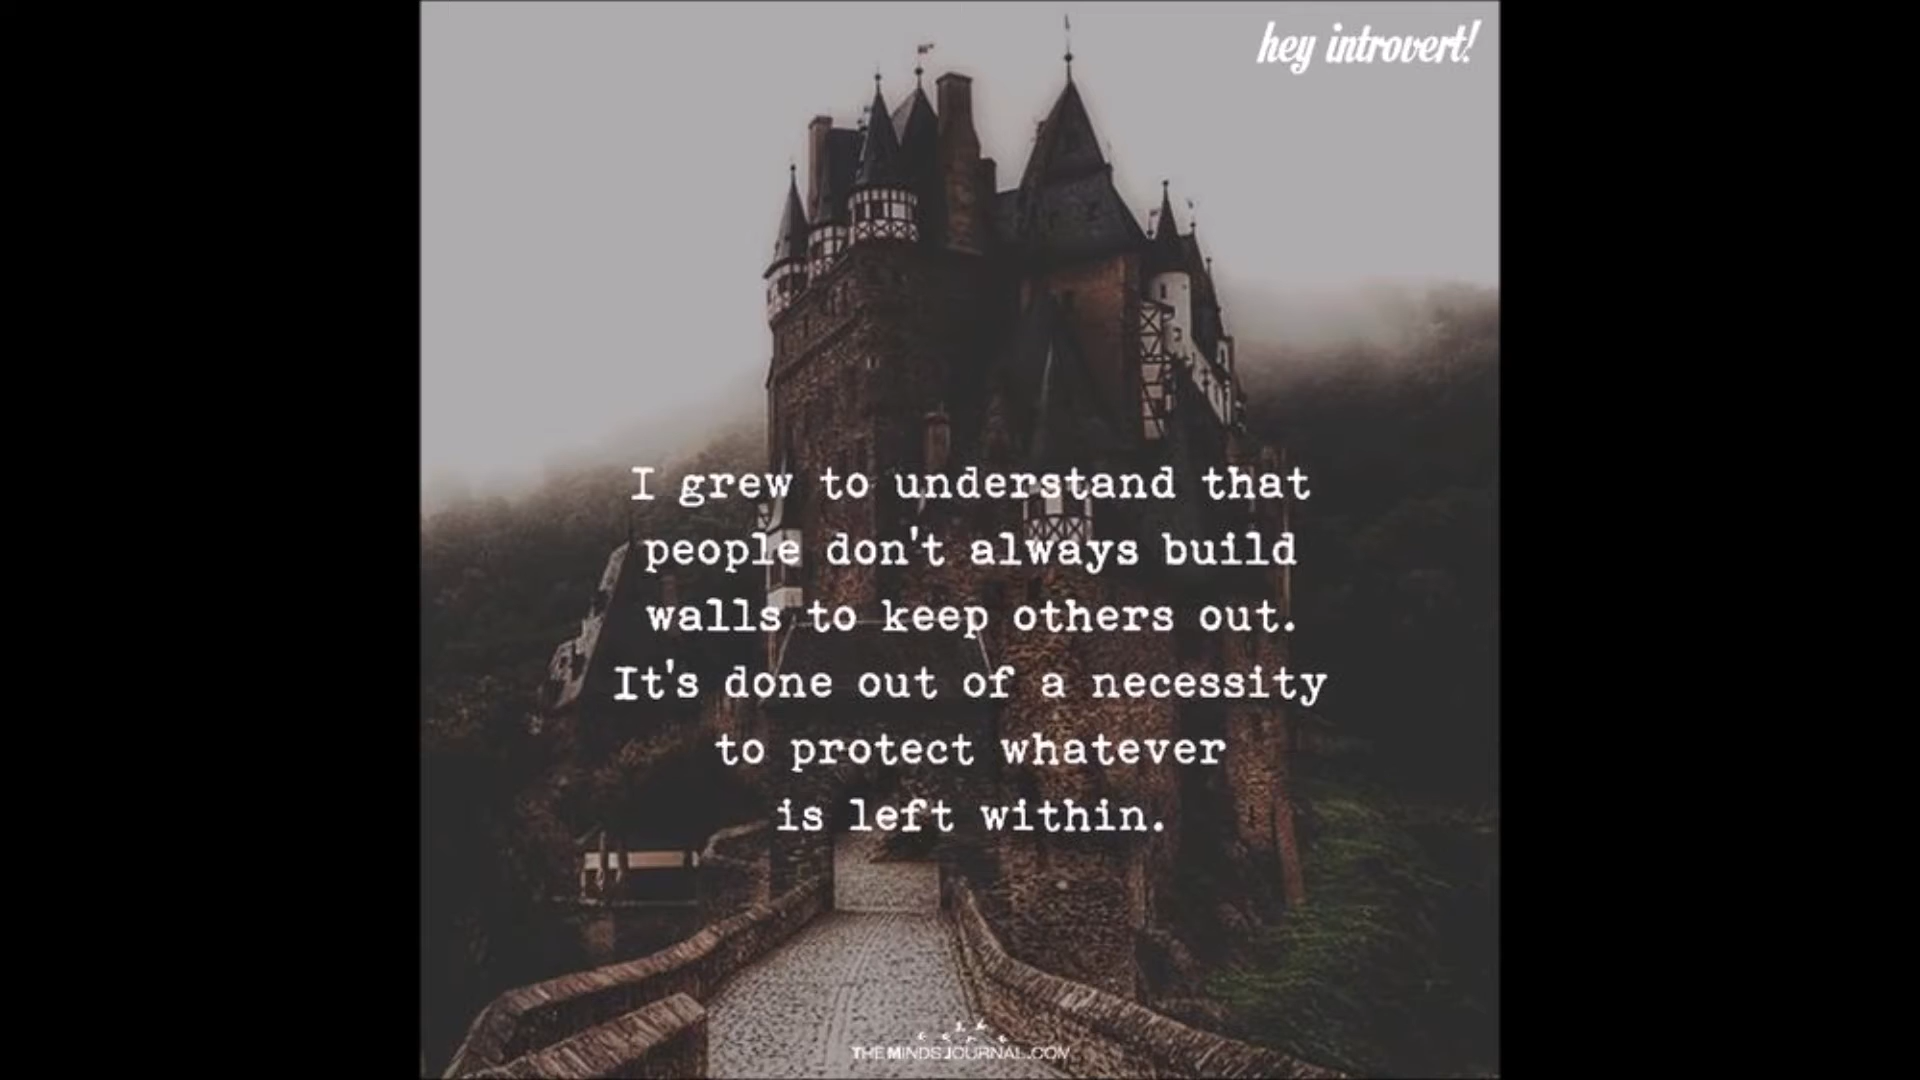 hey introvert!
I grew to understand that
people don't always build
walls to keep others out.
It's done out of a necessity
to protect whatever
is left within.
THEMINDSJOURNAL.COM